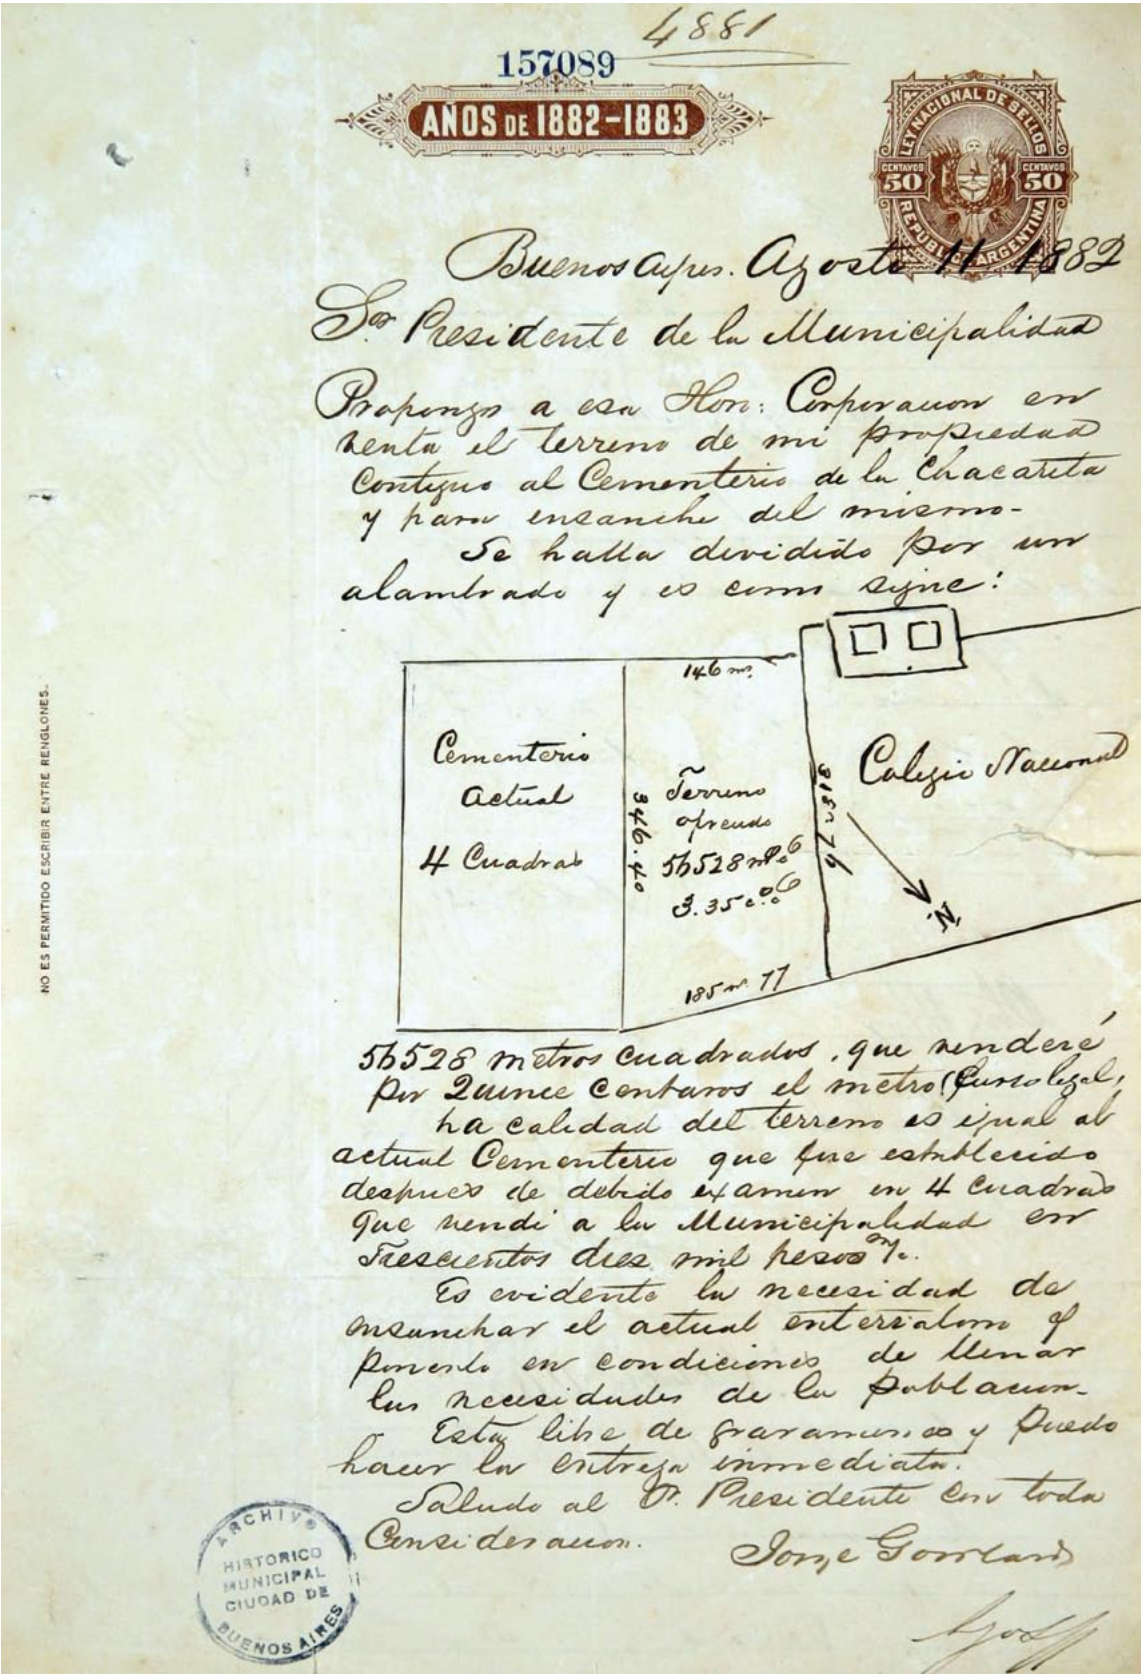 4881
157089
AÑOS DE 1882-1883
LEY NACIONAL DE SELLOS
CENTAVOS 50 CENTAVOS 50
REPUBLICA ARGENTINA
Buenos Ayres. Agosto 11 1882
Sor Presidente de la Municipalidad
Propongo a esa Hon: Corporacion en
venta el terreno de mi propiedad
contiguo al Cementerio de la Chacarita
y para ensanche del mismo-
Se halla dividido por un
alambrado y es como sigue:
146 m.
Cementerio
Actual
4 Cuadras
346.40
Terreno
ofrecido
56528 m
3.35
318m 76
Colegio Nacional
N.
185 m. 77
56528 metros cuadrados, que venderé
por Quince Centavos el metro (Curso legal,
La calidad del terreno es igual al
actual Cementerio que fue establecido
despues de debido examen en 4 Cuadras
que vendi a la Municipalidad en
Trescientos diez mil pesos m/c.
Es evidente la necesidad de
ensanchar el actual enterratorio y
ponerlo en condiciones de llenar
las necesidades de la poblacion-
Esta libre de gravamenes y puedo
hacer la entrega inmediata.
Saludo al Sr. Presidente con toda
Consideracion.
Jorge Gowland
NO ES PERMITIDO ESCRIBIR ENTRE RENGLONES.
ARCHIVO
HISTORICO
MUNICIPAL
CIUDAD DE
BUENOS AIRES